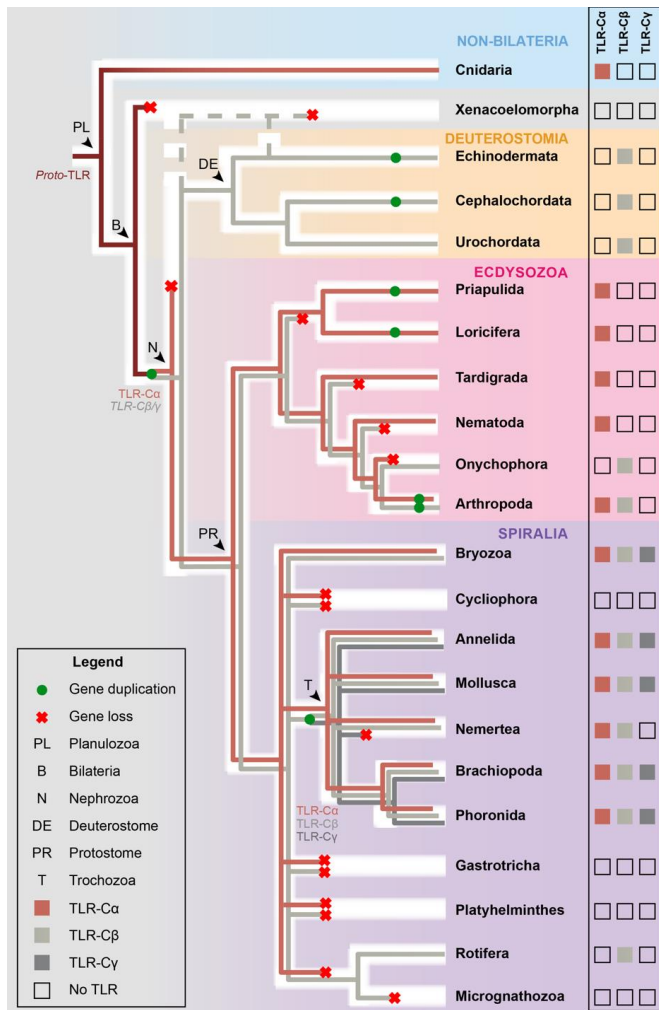 TLR-Cα
TLR-Cβ
TLR-Cγ
NON-BILATERIA
Cnidaria
Xenacoelomorpha
PL
DEUTEROSTOMIA
Echinodermata
DE
Proto-TLR
Cephalochordata
B
Urochordata
ECDYSOZOA
Priapulida
Loricifera
N
Tardigrada
TLR-Cα
TLR-Cβ/γ
Nematoda
Onychophora
Arthropoda
SPIRALIA
PR
Bryozoa
Cycliophora
Annelida
T
Mollusca
Nemertea
Brachiopoda
Phoronida
TLR-Cα
TLR-Cβ
TLR-Cγ
Gastrotricha
Platyhelminthes
Rotifera
Micrognathozoa
Legend
Gene duplication
Gene loss
PL Planulozoa
B Bilateria
N Nephrozoa
DE Deuterostome
PR Protostome
T Trochozoa
TLR-Cα
TLR-Cβ
TLR-Cγ
No TLR